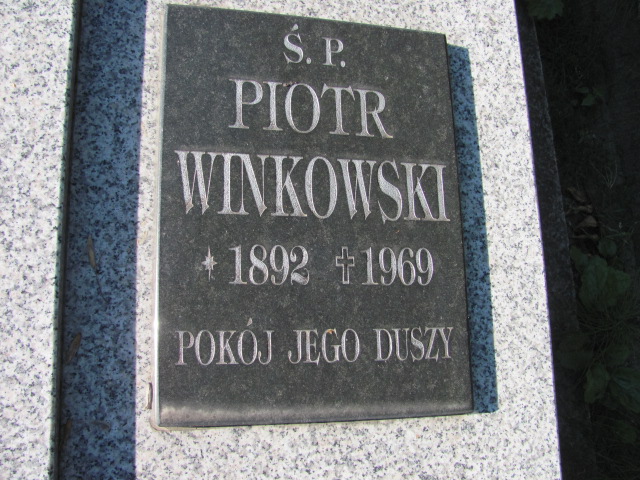 Ś. P.
PIOTR
WINKOWSKI
* 1892 ✝ 1969
POKÓJ JEGO DUSZY